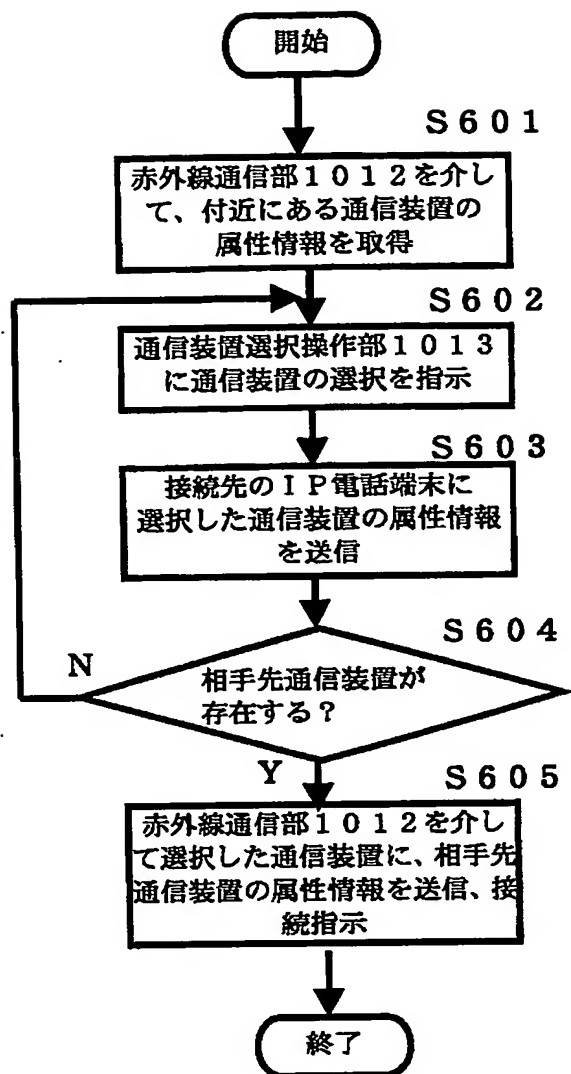 開始
Ｓ６０１
赤外線通信部１０１２を介し
て、付近にある通信装置の
属性情報を取得
Ｓ６０２
通信装置選択操作部１０１３
に通信装置の選択を指示
Ｓ６０３
接続先のＩＰ電話端末に
選択した通信装置の属性情報
を送信
Ｓ６０４
Ｎ
相手先通信装置が
存在する？
Ｙ
Ｓ６０５
赤外線通信部１０１２を介し
て選択した通信装置に、相手先
通信装置の属性情報を送信、接
続指示
終了